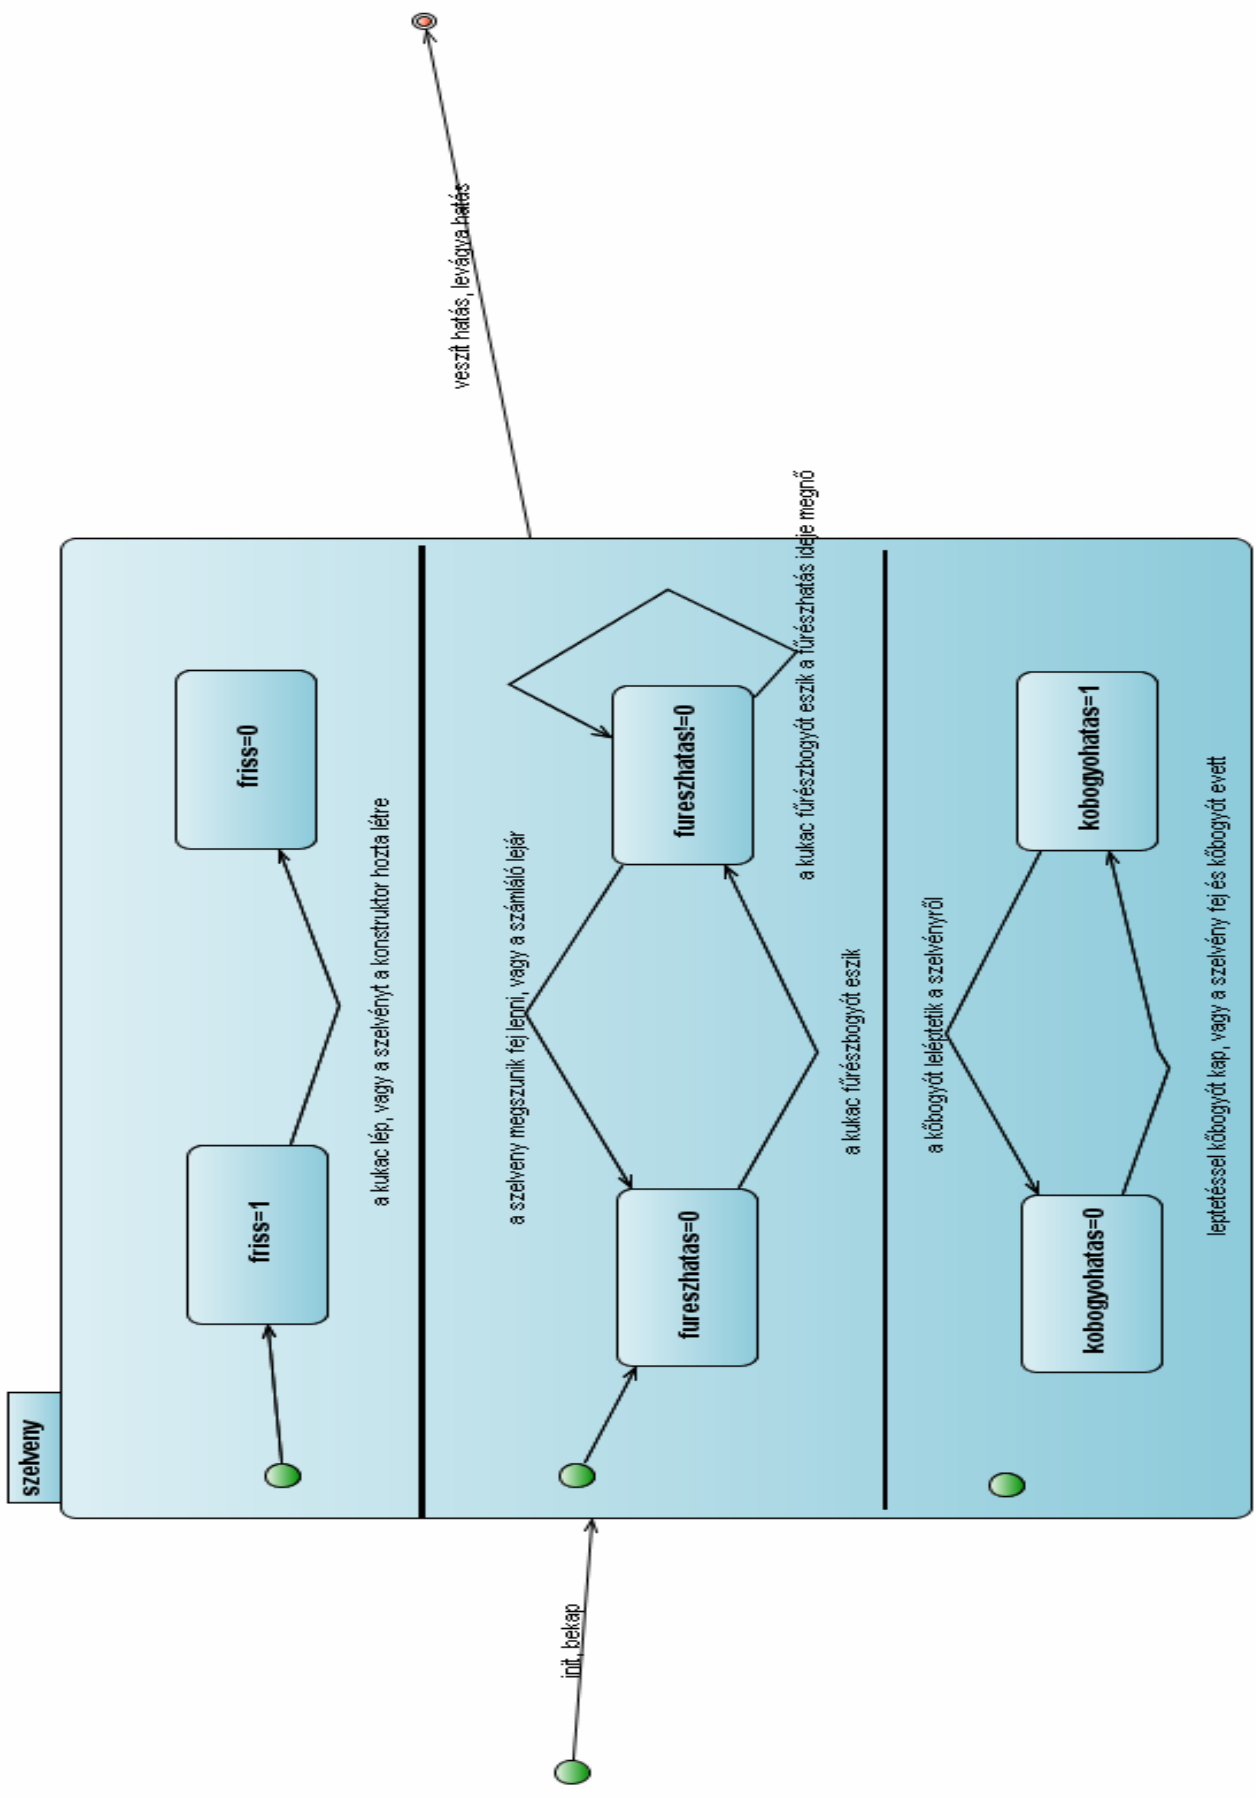 szelveny
friss=1
friss=0
a kukac lép, vagy a szelvényt a konstruktor hozta létre
veszít hatás, levágva hatás
a szelveny megszunik fej lenni, vagy a számláló lejár
init, bekap
fureszhatas=0
fureszhatas!=0
a kukac fűrészbogyót eszik a fűrészhatás ideje megnő
a kukac fűrészbogyót eszik
a kőbogyót leléptetik a szelvényről
kobogyohatas=0
kobogyohatas=1
leptetéssel kőbogyót kap, vagy a szelvény fej és kőbogyót evett